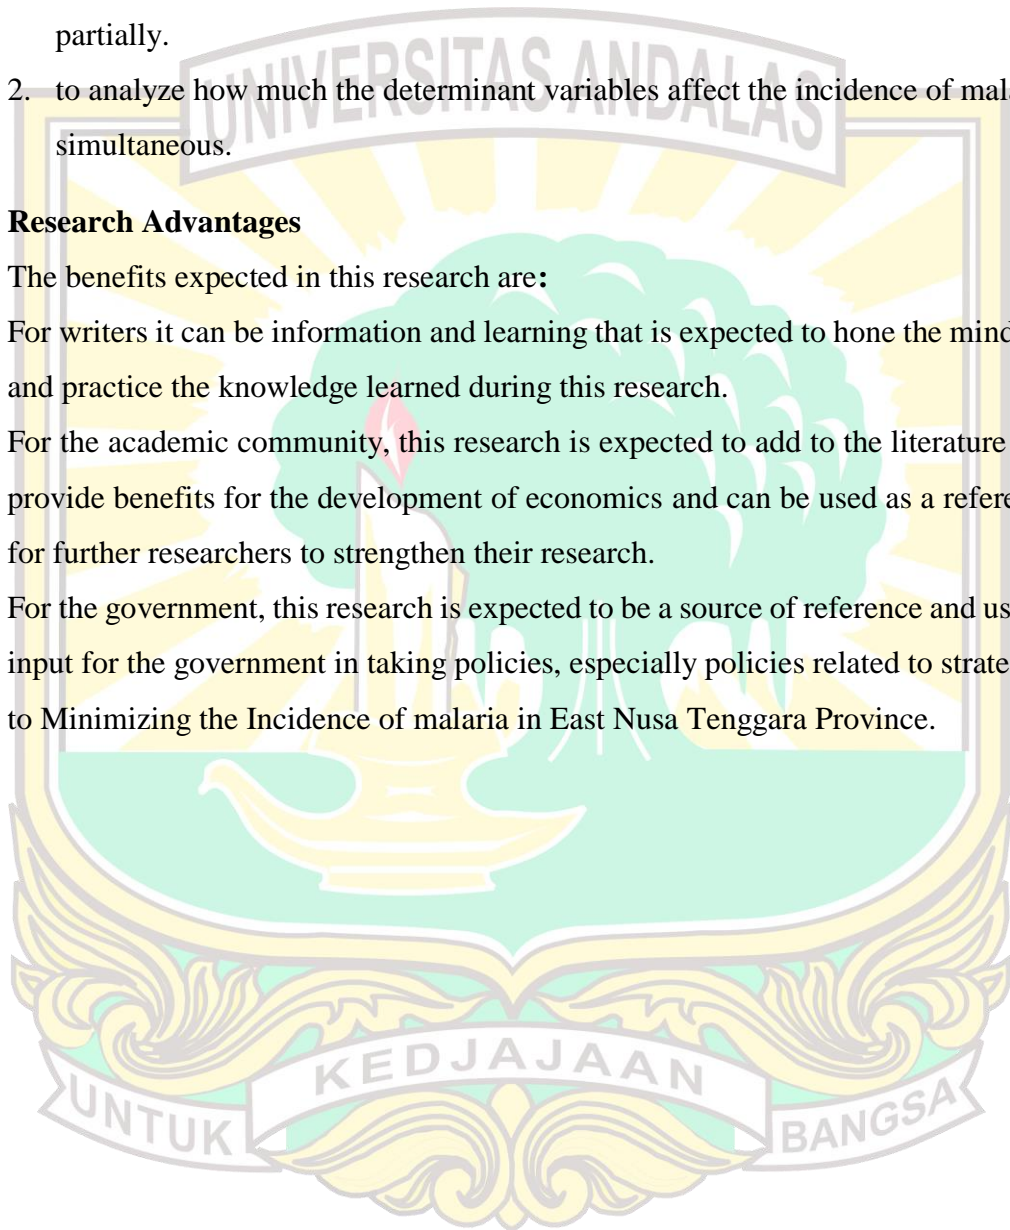 partially.
UNIVERSITAS ANDALAS
2. to analyze how much the determinant variables affect the incidence of mal
simultaneous.
Research Advantages
The benefits expected in this research are:
For writers it can be information and learning that is expected to hone the mind
and practice the knowledge learned during this research.
For the academic community, this research is expected to add to the literature
provide benefits for the development of economics and can be used as a refere
for further researchers to strengthen their research.
For the government, this research is expected to be a source of reference and us
input for the government in taking policies, especially policies related to strate
to Minimizing the Incidence of malaria in East Nusa Tenggara Province.
UNTUK KEDJAJAAN BANGSA